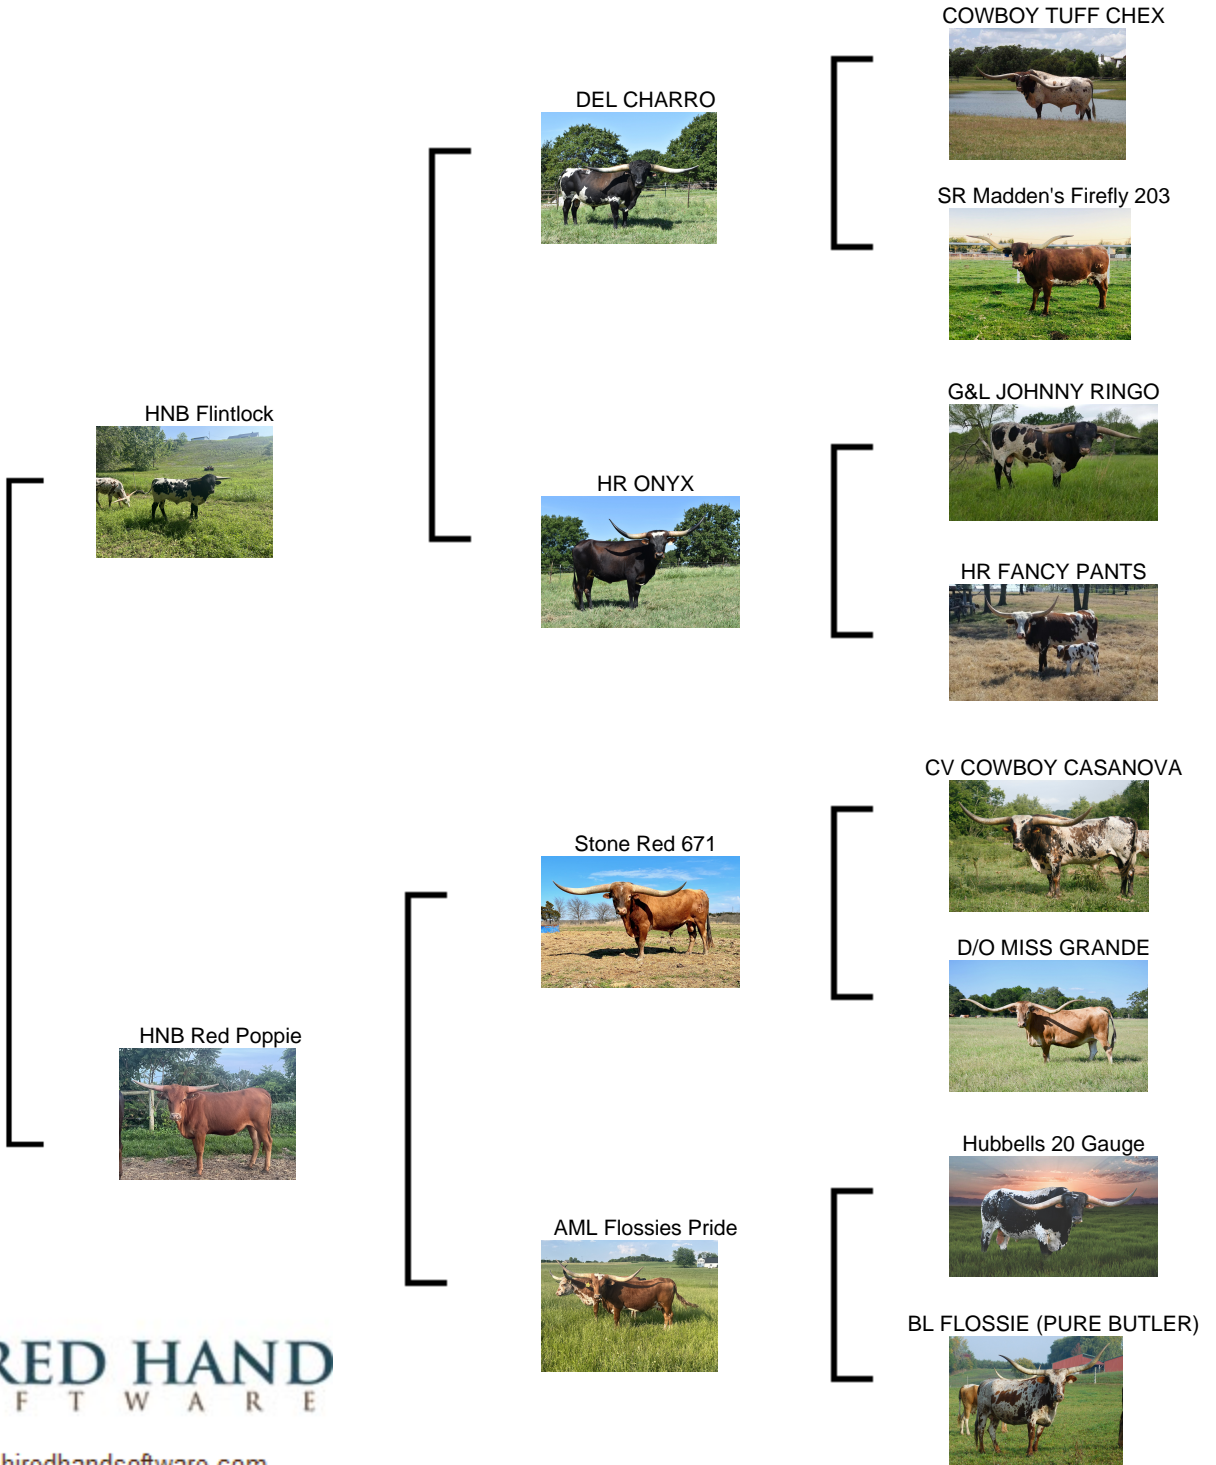 COWBOY TUFF CHEX
DEL CHARRO
SR Madden's Firefly 203
HNB Flintlock
G&L JOHNNY RINGO
HR ONYX
HR FANCY PANTS
CV COWBOY CASANOVA
Stone Red 671
D/O MISS GRANDE
HNB Red Poppie
Hubbells 20 Gauge
AML Flossies Pride
BL FLOSSIE (PURE BUTLER)
RED HAND
F T W A R E
hiredhandsoftware.com